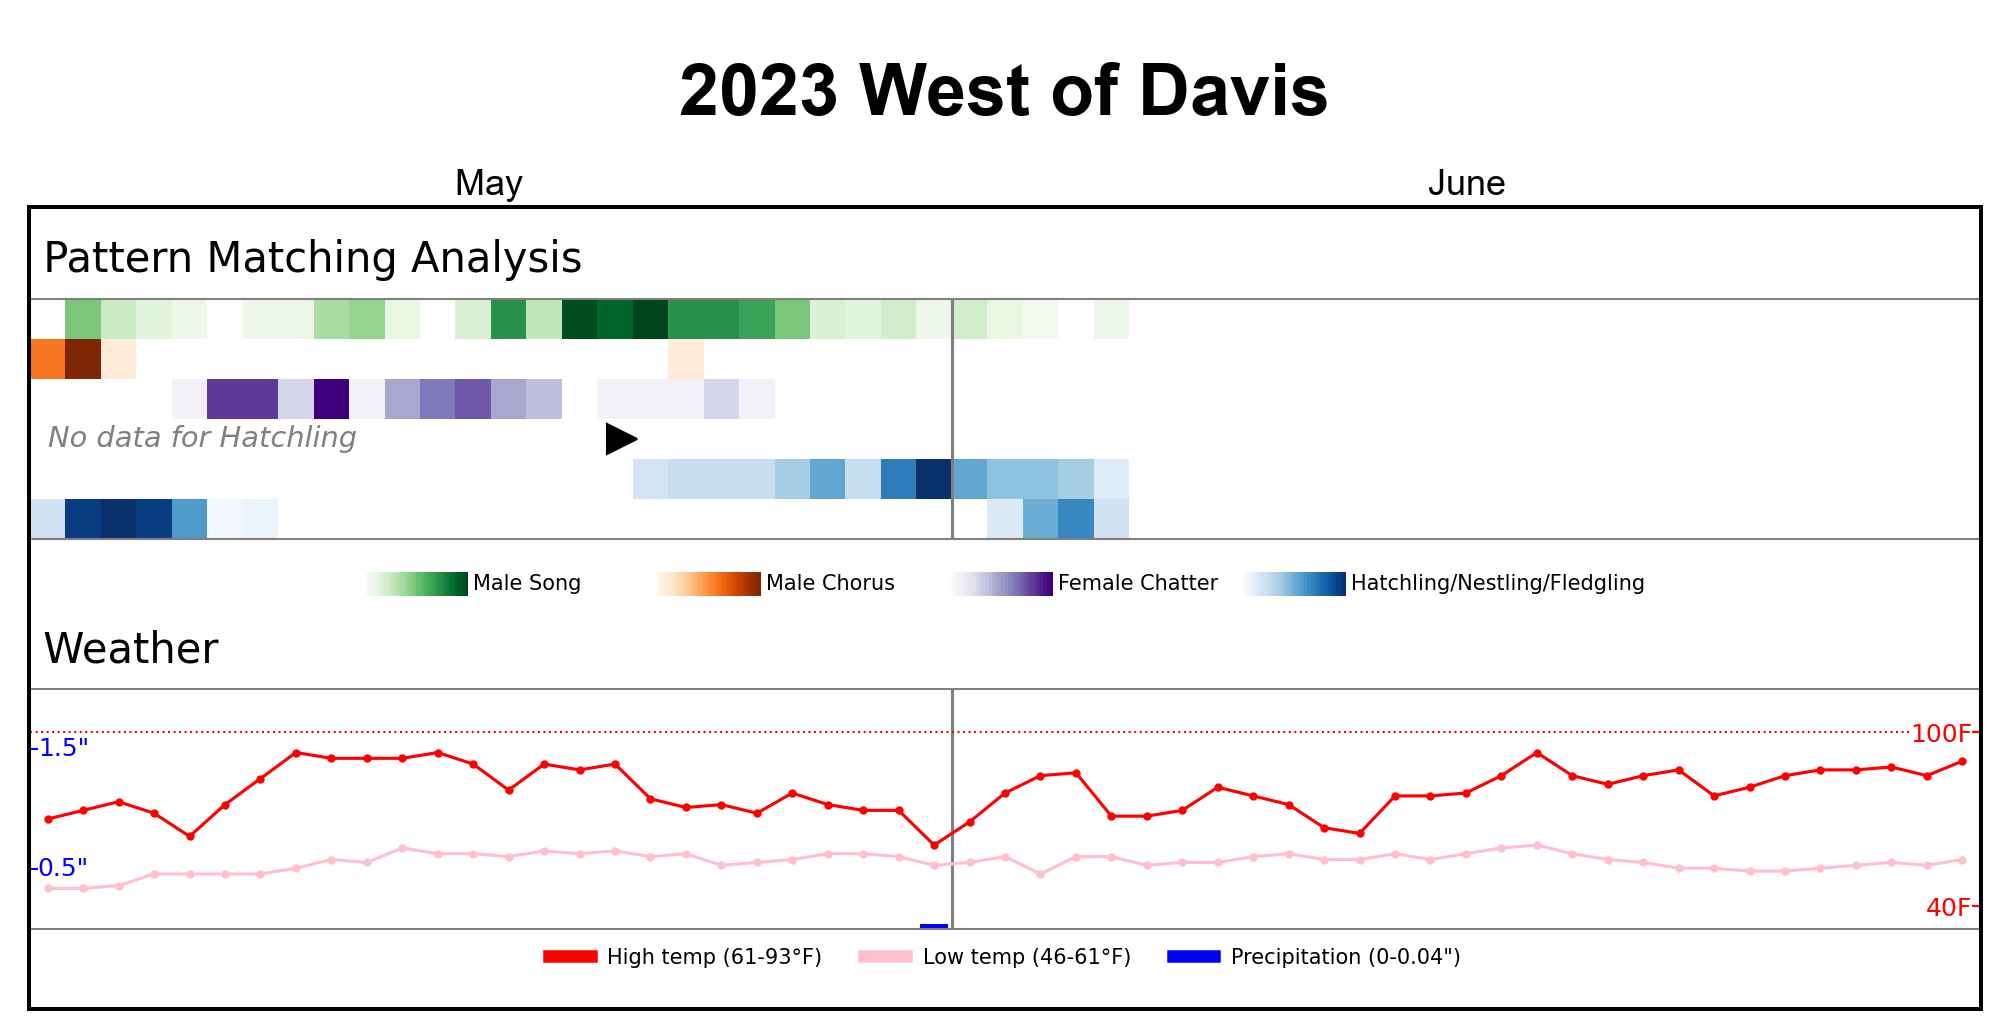 2023 West of Davis
May
June
Pattern Matching Analysis
No data for Hatchling
Male Song
Male Chorus
Female Chatter
Hatchling/Nestling/Fledgling
Weather
1.5"
100F
0.5"
40F
High temp (61-93°F)
Low temp (46-61°F)
Precipitation (0-0.04")